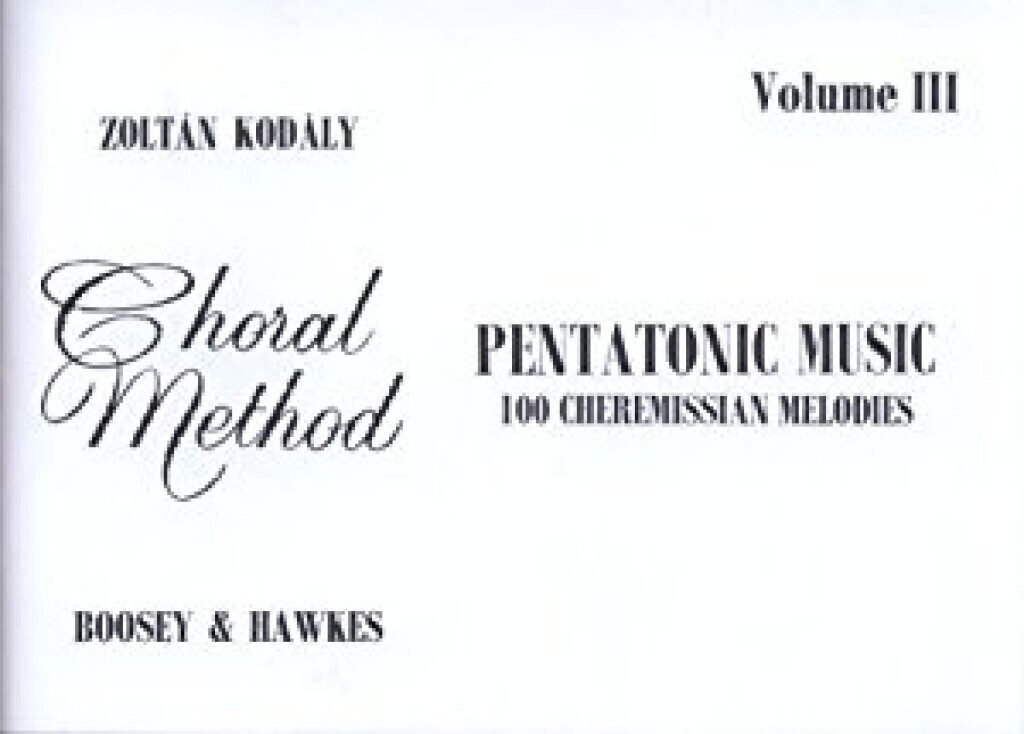 Volume III
ZOLTÁN KODÁLY
Choral
Method
PENTATONIC MUSIC
100 CHEREMISSIAN MELODIES
BOOSEY & HAWKES